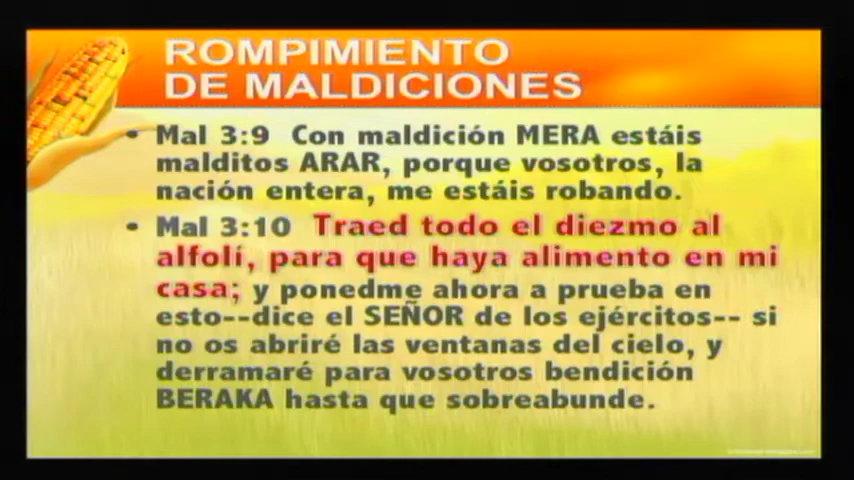 ROMPIMIENTO
DE MALDICIONES
• Mal 3:9 Con maldición MERA estáis
malditos ARAR, porque vosotros, la
nación entera, me estáis robando.
• Mal 3:10 Traed todo el diezmo al
alfolí, para que haya alimento en mi
casa; y ponedme ahora a prueba en
esto--dice el SEÑOR de los ejércitos-- si
no os abriré las ventanas del cielo, y
derramaré para vosotros bendición
BERAKA hasta que sobreabunde.